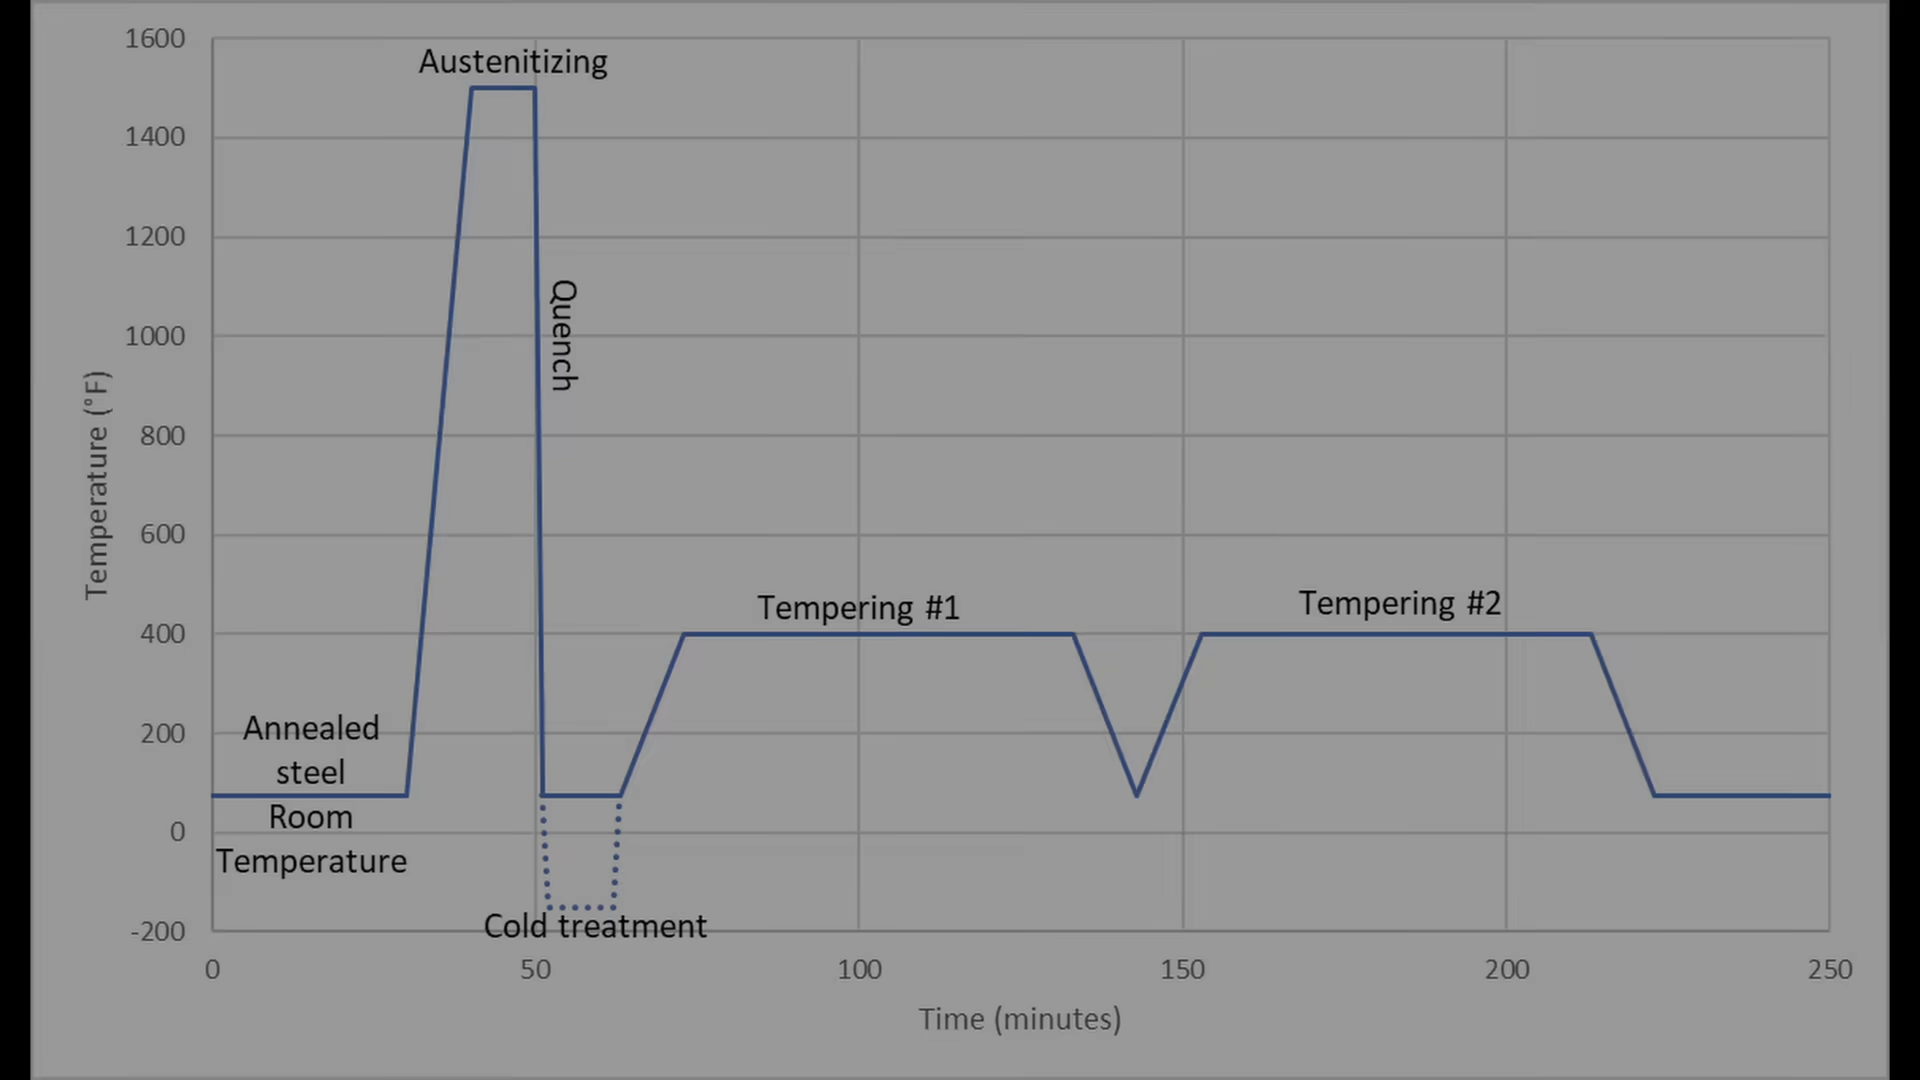 1600
Austenitizing
1400
1200
Quench
1000
800
Temperature (°F)
600
Tempering #1
Tempering #2
400
Annealed
200
steel
Room
0
Temperature
Cold treatment
-200
0
50
100
150
200
250
Time (minutes)